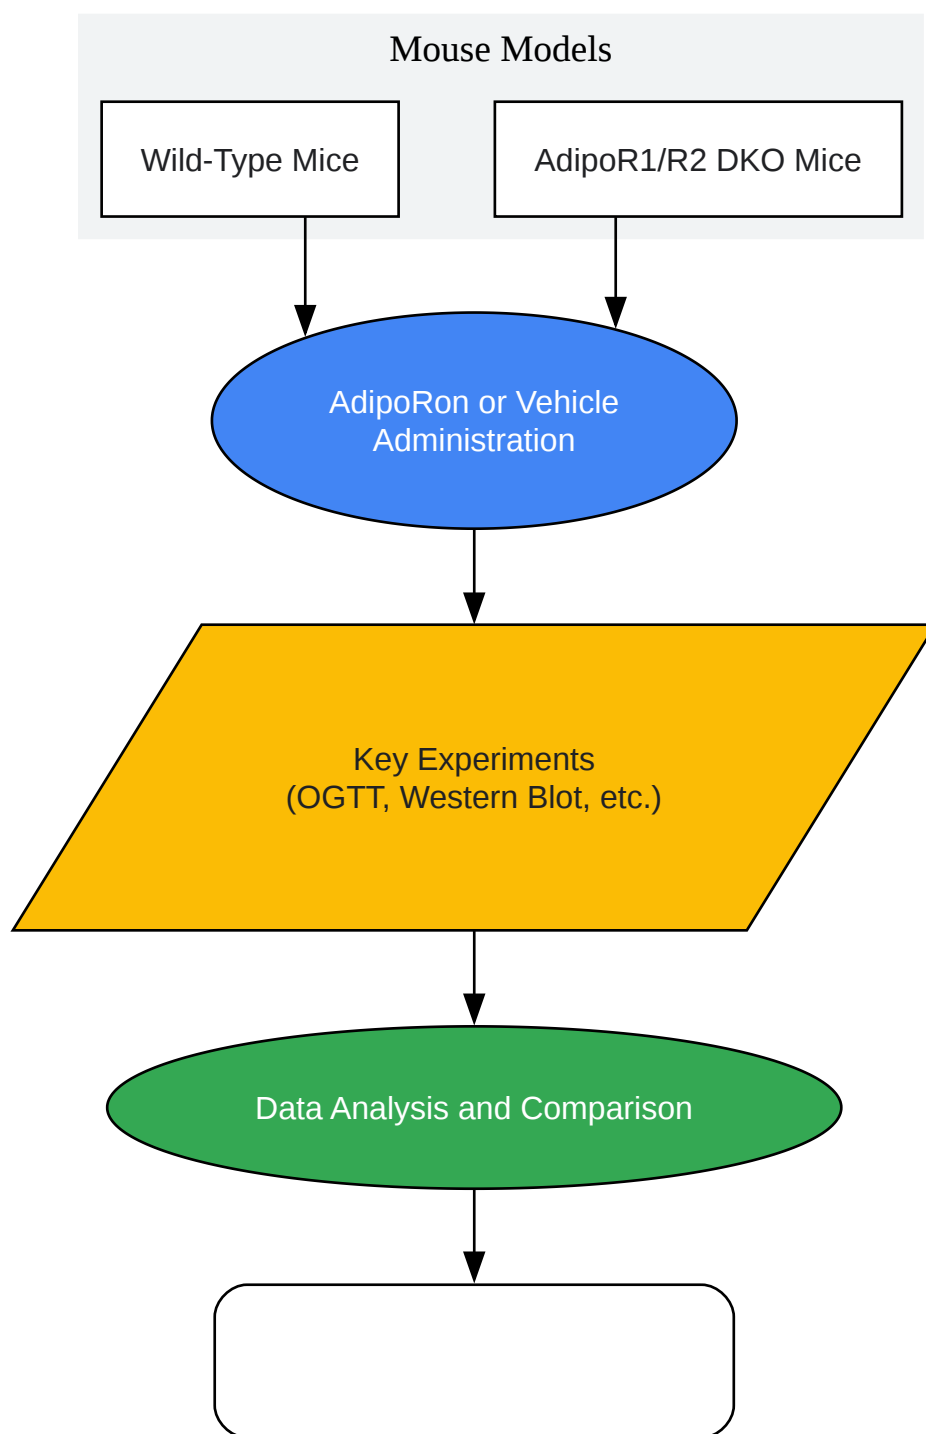 Mouse Models
Wild-Type Mice
AdipoR1/R2 DKO Mice
AdipoRon or Vehicle
Administration
Key Experiments
(OGTT, Western Blot, etc.)
Data Analysis and Comparison